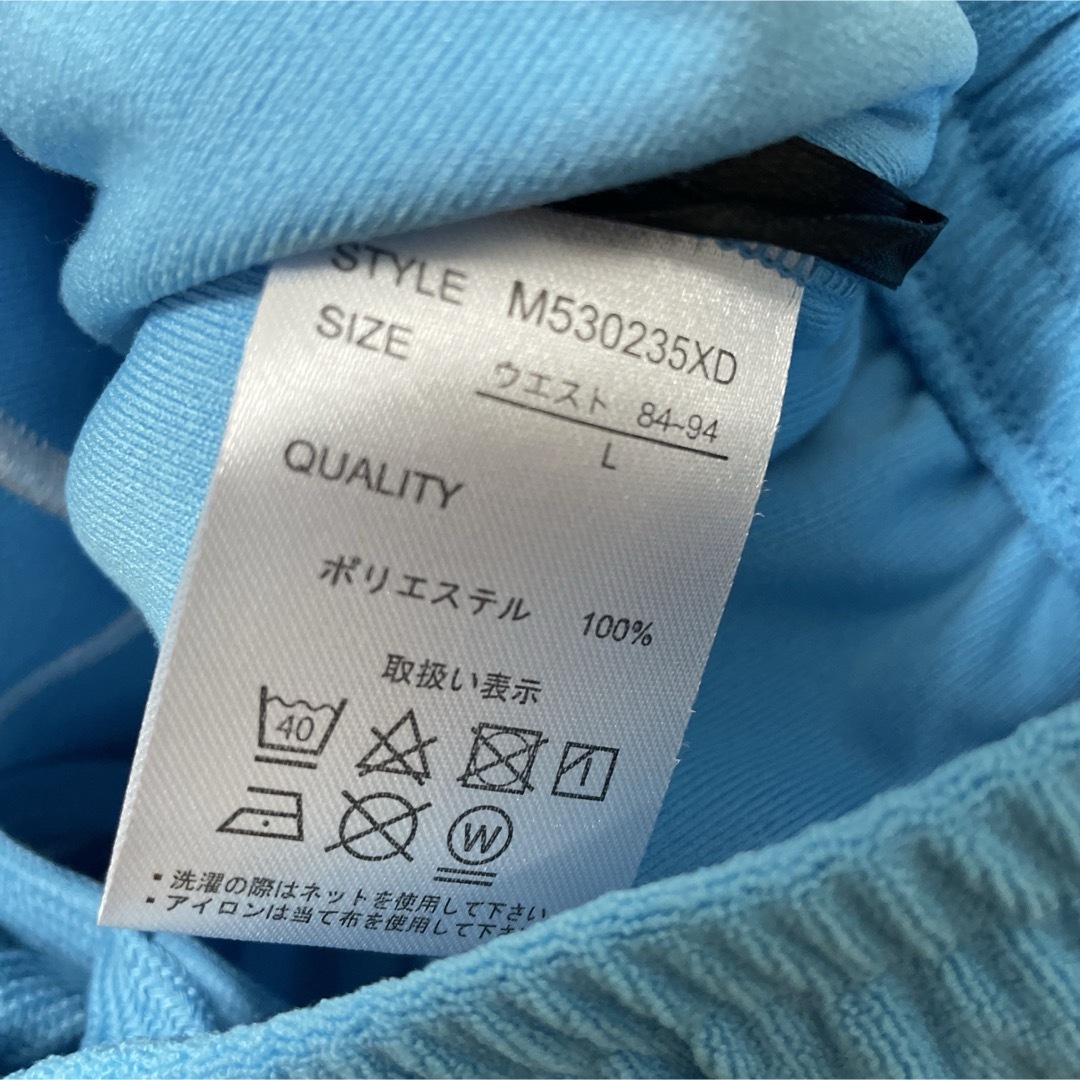 STYLE M530235XD
SIZE ウエスト 84~94
L
QUALITY
ポリエステル 100%
取扱い表示
40
W
・洗濯の際はネットを使用して下さい
・アイロンは当て布を使用して下さ